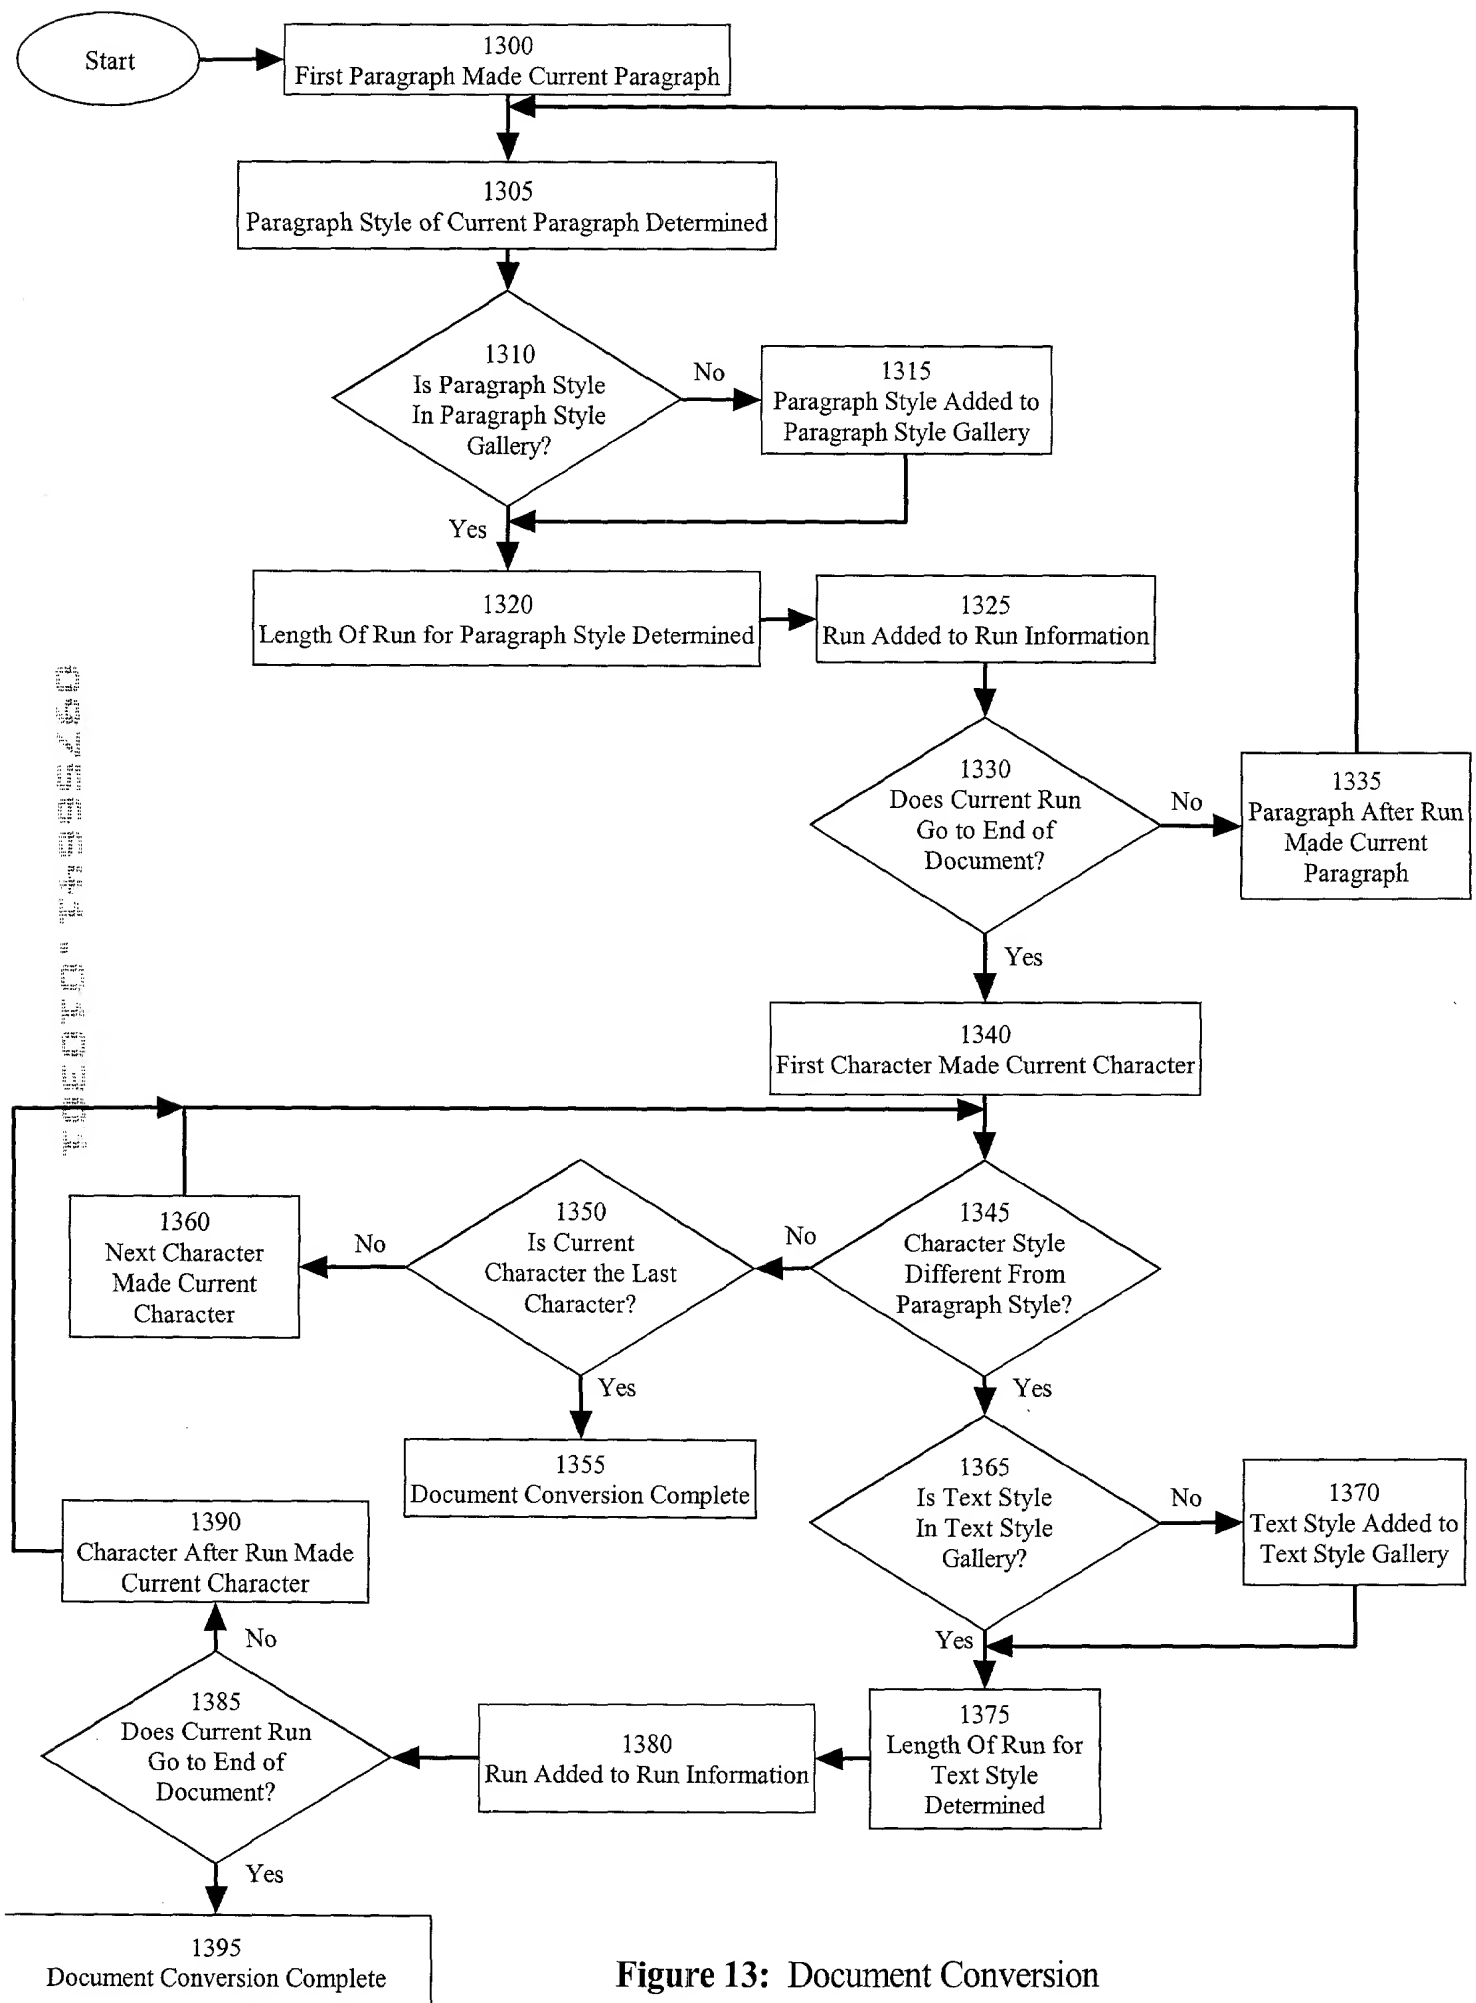 Start
1300
First Paragraph Made Current Paragraph
1305
Paragraph Style of Current Paragraph Determined
1310
Is Paragraph Style
In Paragraph Style
Gallery?
No
1315
Paragraph Style Added to
Paragraph Style Gallery
Yes
1320
Length Of Run for Paragraph Style Determined
1325
Run Added to Run Information
1330
Does Current Run
Go to End of
Document?
No
1335
Paragraph After Run
Made Current
Paragraph
Yes
1340
First Character Made Current Character
1345
Character Style
Different From
Paragraph Style?
No
1350
Is Current
Character the Last
Character?
No
1360
Next Character
Made Current
Character
Yes
1355
Document Conversion Complete
Yes
1365
Is Text Style
In Text Style
Gallery?
No
1370
Text Style Added to
Text Style Gallery
Yes
1375
Length Of Run for
Text Style
Determined
1380
Run Added to Run Information
1385
Does Current Run
Go to End of
Document?
No
1390
Character After Run Made
Current Character
Yes
1395
Document Conversion Complete
Figure 13: Document Conversion